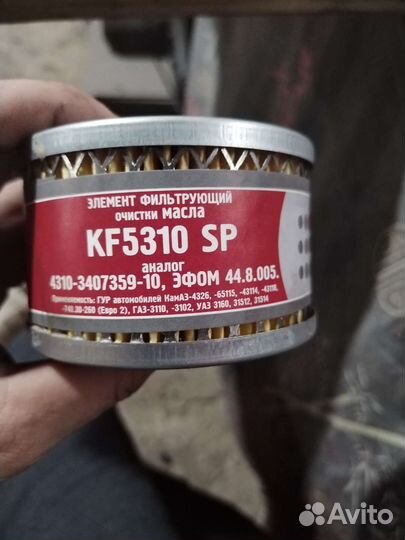 ЭЛЕМЕНТ ФИЛЬТРУЮЩИЙ
ОЧИСТКИ МАСЛА
KF5310 SP
аналог
4310-3407359-10, ЭФОМ 44.8.005.
Применяемость: ГУР автомобилей КамАЗ-4326, -65115, -43114, -43118,
-740.30-260 (Евро 2), ГАЗ-3110, -3102, УАЗ 3160, 31512, 31514
Avito